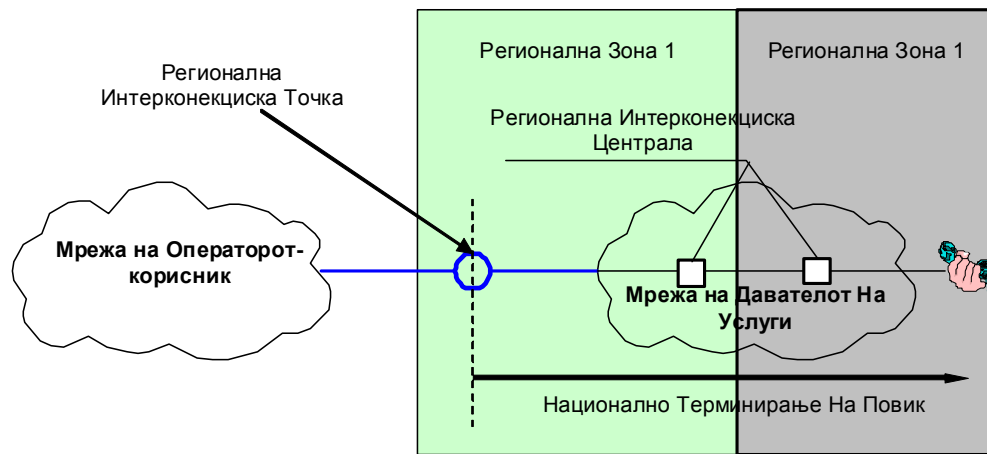 Регионална Зона 1
Регионална Зона 1
Регионална
Интерконекциска Точка
Регионална Интерконекциска
Централа
Мрежа на Операторот-
корисник
Мрежа на Давателот На
Услуги
Национално Терминирање На Повик